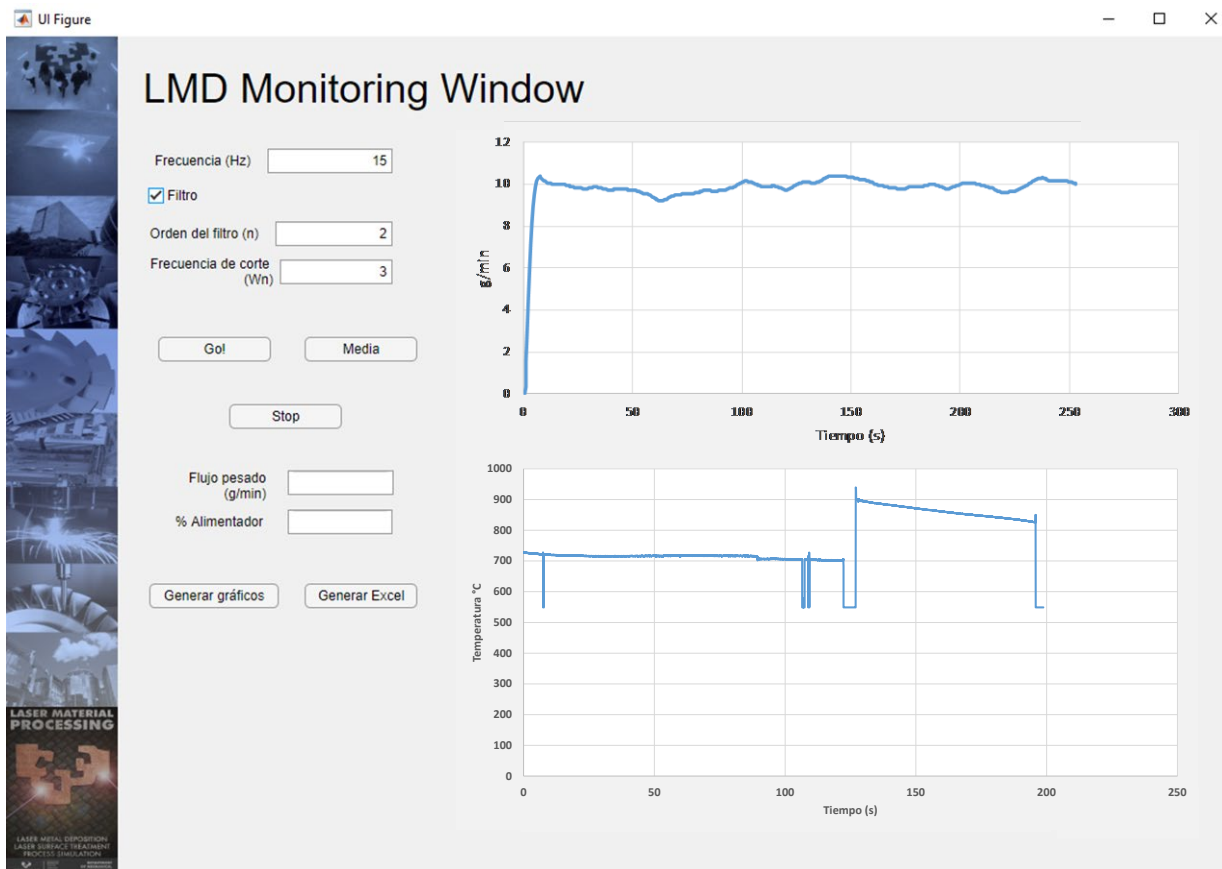 UI Figure
LMD Monitoring Window
Frecuencia (Hz)
15
Filtro
Orden del filtro (n)
2
Frecuencia de corte
(Wn)
3
Go!
Media
Stop
Flujo pesado
(g/min)
% Alimentador
Generar gráficos
Generar Excel
12
10
8
6
4
2
0
g/min
0 50 100 150 200 250 300
Tiempo (s)
1000
900
800
700
600
500
400
300
200
100
0
Temperatura °C
0 50 100 150 200 250
Tiempo (s)
LASER MATERIAL
PROCESSING
LASER METAL DEPOSITION
LASER SURFACE TREATMENT
PROCESS SIMULATION